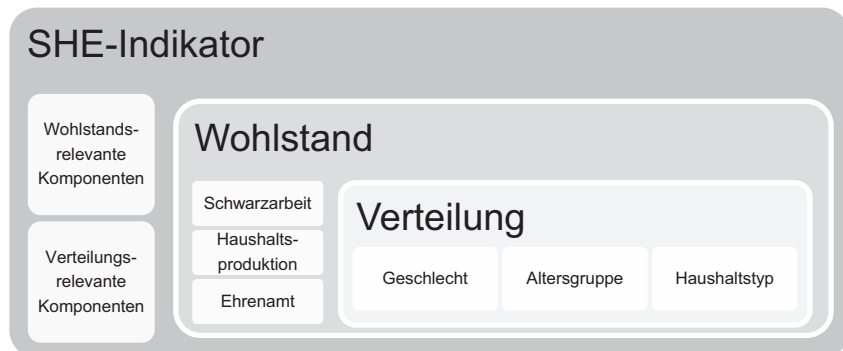 SHE-Indikator
Wohlstands-
relevante
Komponenten
Verteilungs-
relevante
Komponenten
Wohlstand
Schwarzarbeit
Haushalts-
produktion
Ehrenamt
Verteilung
Geschlecht
Altersgruppe
Haushaltstyp